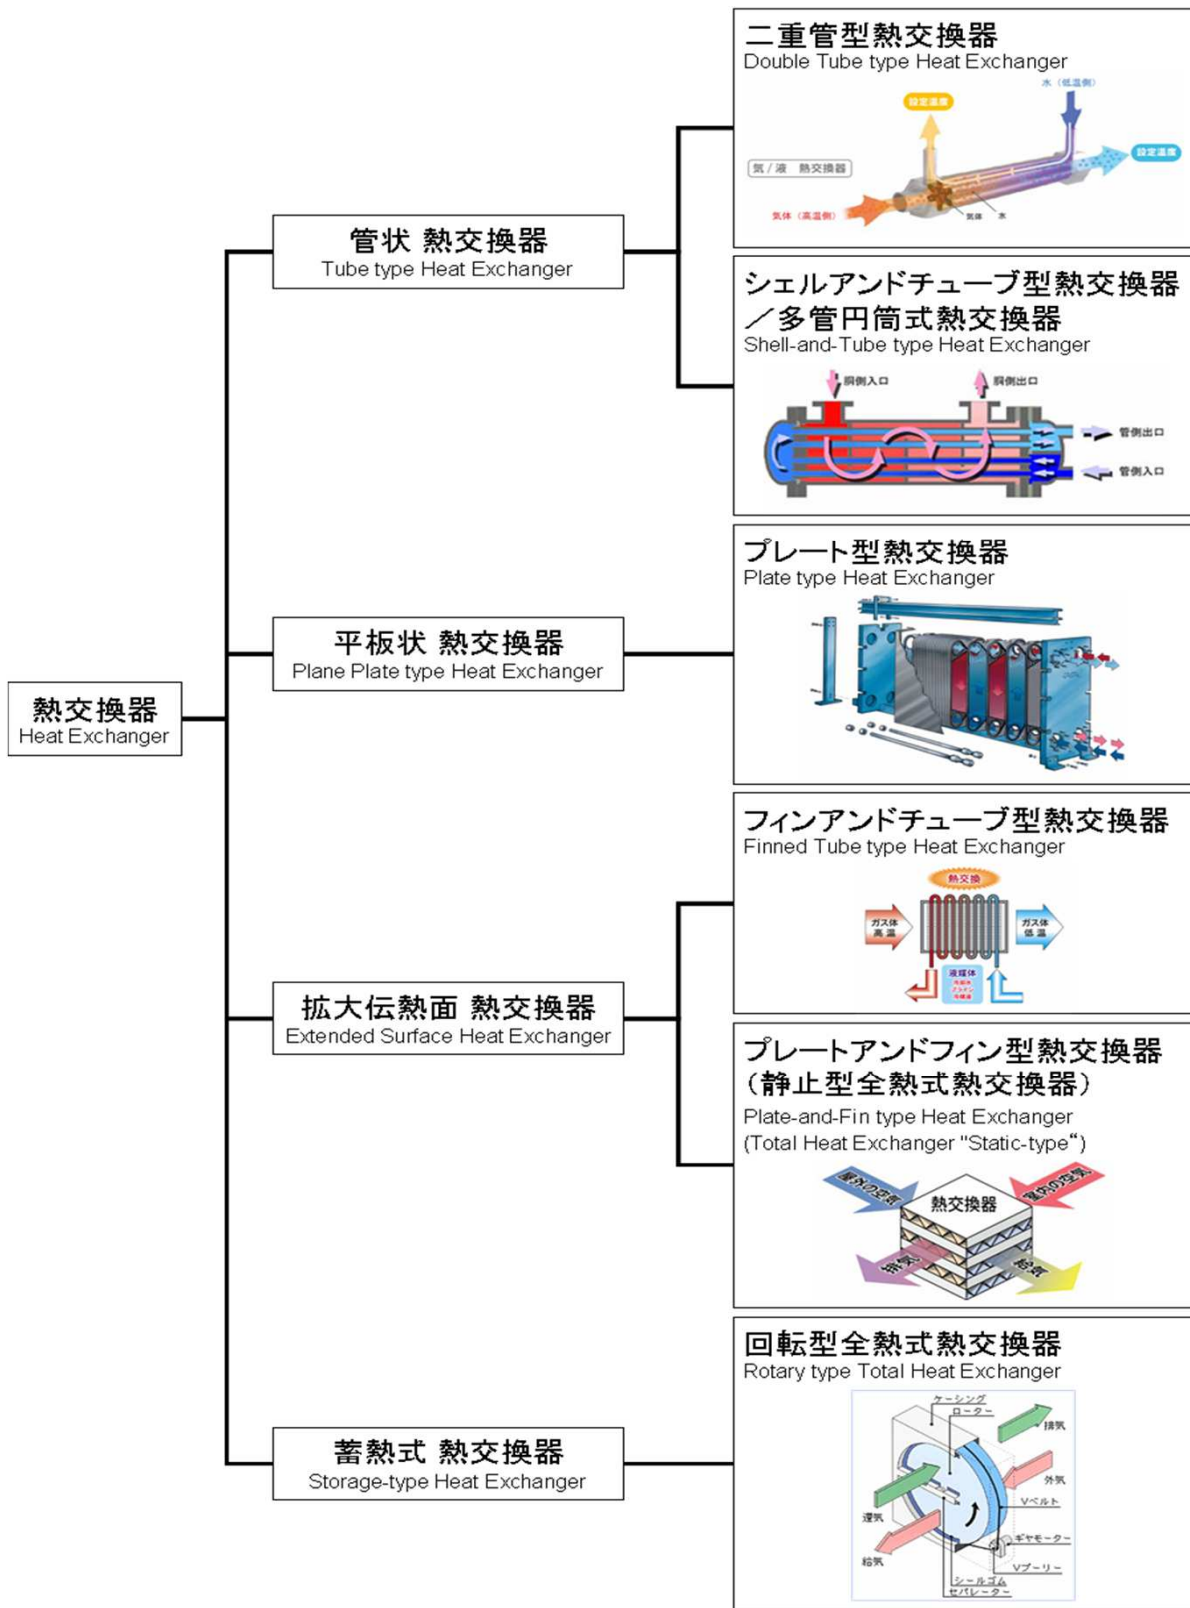 熱交換器
Heat Exchanger
管状 熱交換器
Tube type Heat Exchanger
平板状 熱交換器
Plane Plate type Heat Exchanger
拡大伝熱面 熱交換器
Extended Surface Heat Exchanger
蓄熱式 熱交換器
Storage-type Heat Exchanger
二重管型熱交換器
Double Tube type Heat Exchanger
水（低温側）
設定温度
設定温度
気/液 熱交換器
気体（高温側）
気体
水
シェルアンドチューブ型熱交換器
／多管円筒式熱交換器
Shell-and-Tube type Heat Exchanger
胴側入口
胴側出口
管側出口
管側入口
プレート型熱交換器
Plate type Heat Exchanger
フィンアンドチューブ型熱交換器
Finned Tube type Heat Exchanger
熱交換
ガス体
高温
ガス体
低温
液媒体
プレートアンドフィン型熱交換器
（静止型全熱式熱交換器）
Plate-and-Fin type Heat Exchanger
(Total Heat Exchanger "Static-type“)
屋外の空気
室内の空気
熱交換器
排気
給気
回転型全熱式熱交換器
Rotary type Total Heat Exchanger
ケーシング
ローター
排気
外気
Vベルト
還気
ギヤモーター
給気
Vプーリー
シールゴム
セパレーター